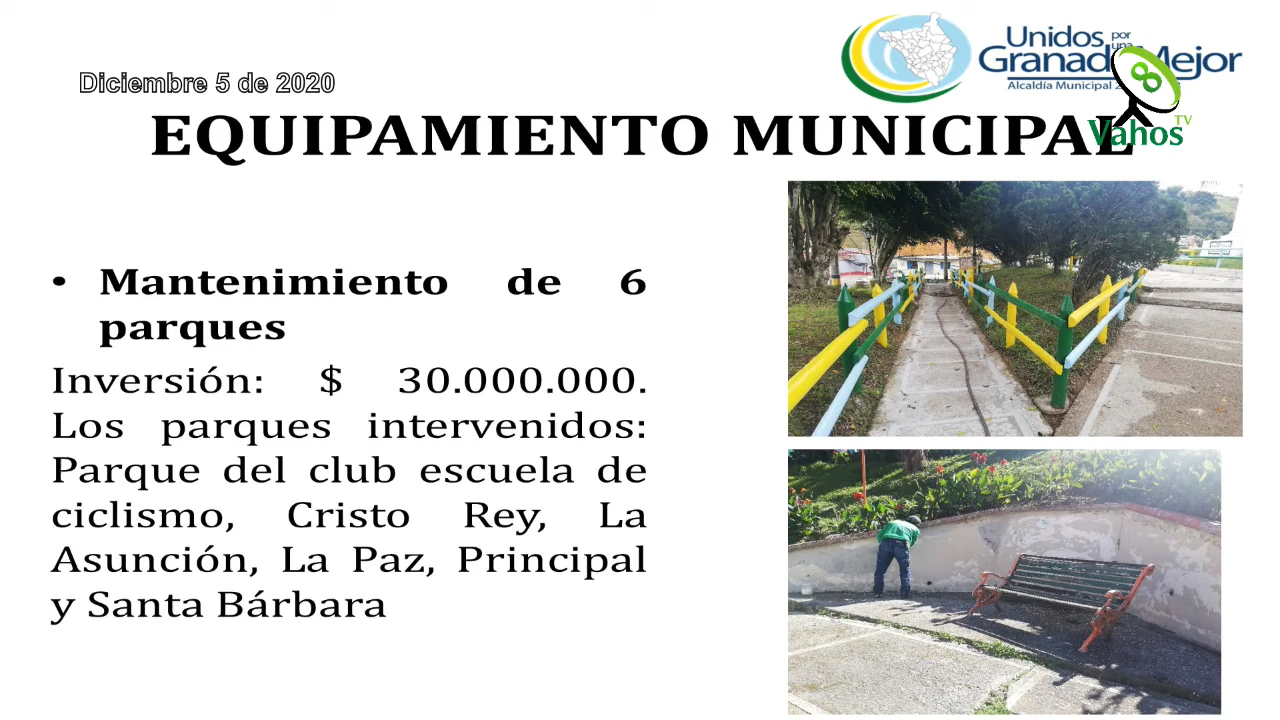 Unidos por
una
Granada Mejor
Alcaldía Municipal 2
Diciembre 5 de 2020
8
TV
Vahos
EQUIPAMIENTO MUNICIPAL
• Mantenimiento de 6
parques
Inversión: $ 30.000.000.
Los parques intervenidos:
Parque del club escuela de
ciclismo, Cristo Rey, La
Asunción, La Paz, Principal
y Santa Bárbara